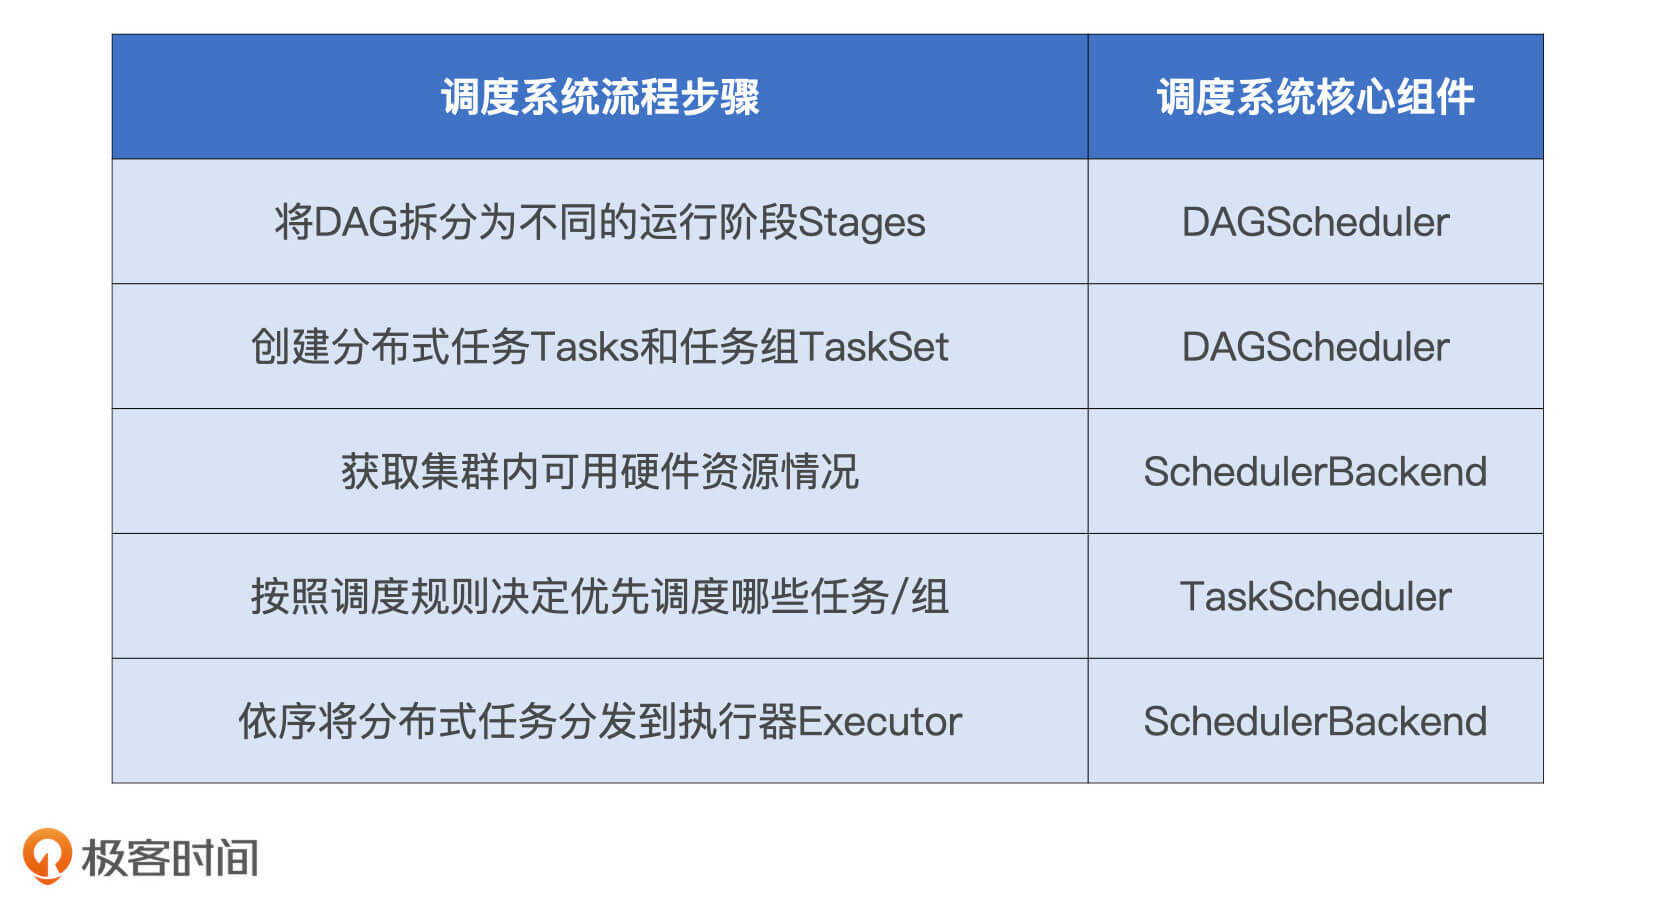 调度系统流程步骤 调度系统核心组件
将DAG拆分为不同的运行阶段Stages DAGScheduler
创建分布式任务Tasks和任务组TaskSet DAGScheduler
获取集群内可用硬件资源情况 SchedulerBackend
按照调度规则决定优先调度哪些任务/组 TaskScheduler
依序将分布式任务分发到执行器Executor SchedulerBackend
极客时间